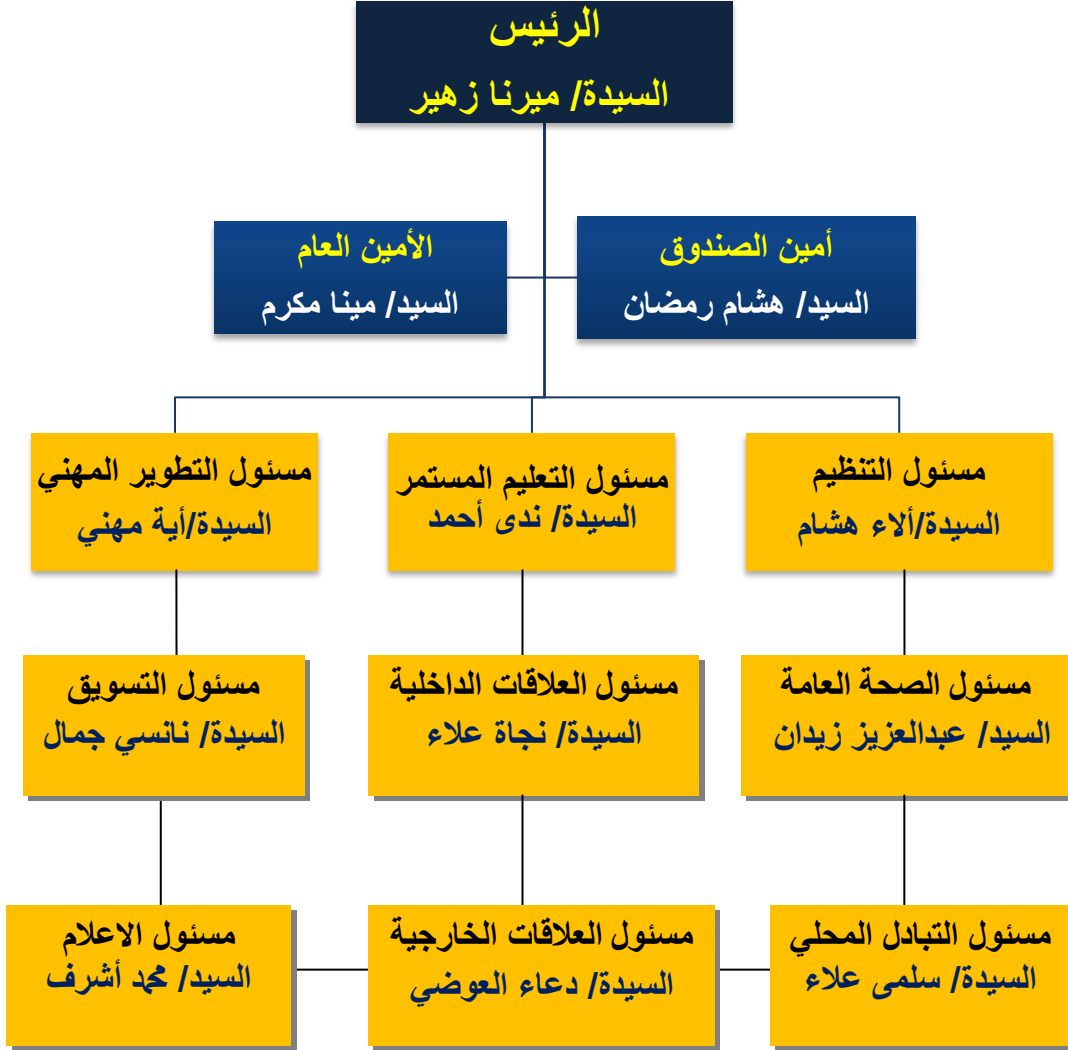 الرئيس
السيدة/ ميرنا زهير
أمين الصندوق
السيد/ هشام رمضان
الأمين العام
السيد/ مينا مكرم
مسئول التنظيم
السيدة/ألاء هشام
مسئول التعليم المستمر
السيدة/ ندى أحمد
مسئول التطوير المهني
السيدة/أية مهني
مسئول الصحة العامة
السيد/ عبدالعزيز زيدان
مسئول العلاقات الداخلية
السيدة/ نجاة علاء
مسئول التسويق
السيدة/ نانسي جمال
مسئول التبادل المحلي
السيدة/ سلمى علاء
مسئول العلاقات الخارجية
السيدة/ دعاء العوضي
مسئول الاعلام
السيد/ محمد أشرف